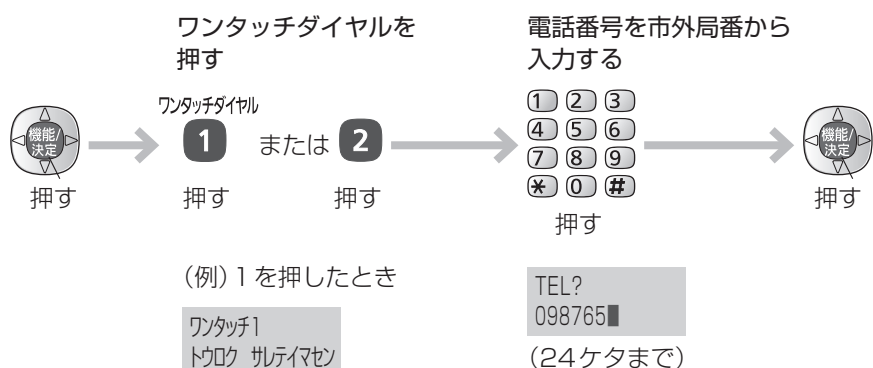 ワンタッチダイヤルを
押す
電話番号を市外局番から
入力する
機能/
決定
押す
ワンタッチダイヤル
1
押す
または
2
押す
1 2 3
4 5 6
7 8 9
* 0 #
押す
機能/
決定
押す
(例)1を押したとき
ワンタッチ1
トウロク サレテイマセン
TEL?
098765
(24ケタまで)